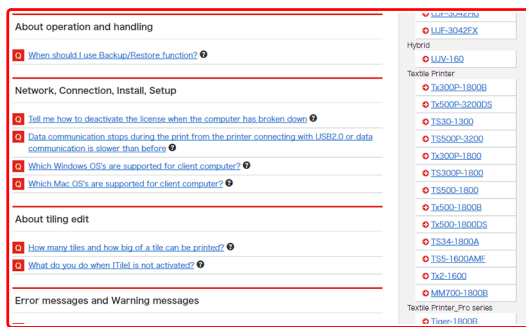 About operation and handling
Q When should I use Backup/Restore function? ?
Network, Connection, Install, Setup
Q Tell me how to deactivate the license when the computer has broken down ?
Q Data communication stops during the print from the printer connecting with USB2.0 or data
communication is slower than before ?
Q Which Windows OS's are supported for client computer? ?
Q Which Mac OS's are supported for client computer? ?
About tiling edit
Q How many tiles and how big of a tile can be printed? ?
Q What do you do when [Tile] is not activated? ?
Error messages and Warning messages
UJF-3042HG
UJF-3042FX
Hybrid
UJV-160
Textile Printer
Tx300P-1800B
Tx500P-3200DS
TS30-1300
TS500P-3200
Tx300P-1800
TS300P-1800
TS500-1800
Tx500-1800B
Tx500-1800DS
TS34-1800A
TS5-1600AMF
Tx2-1600
MM700-1800B
Textile Printer_Pro series
Tiger-1800B